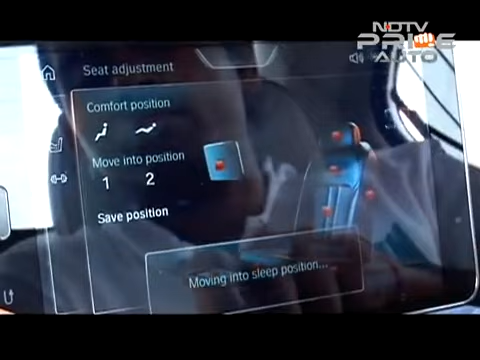 NDTV
PRIME
AUTO
Seat adjustment
Comfort position
Move into position
1 2
Save position
Moving into sleep position...